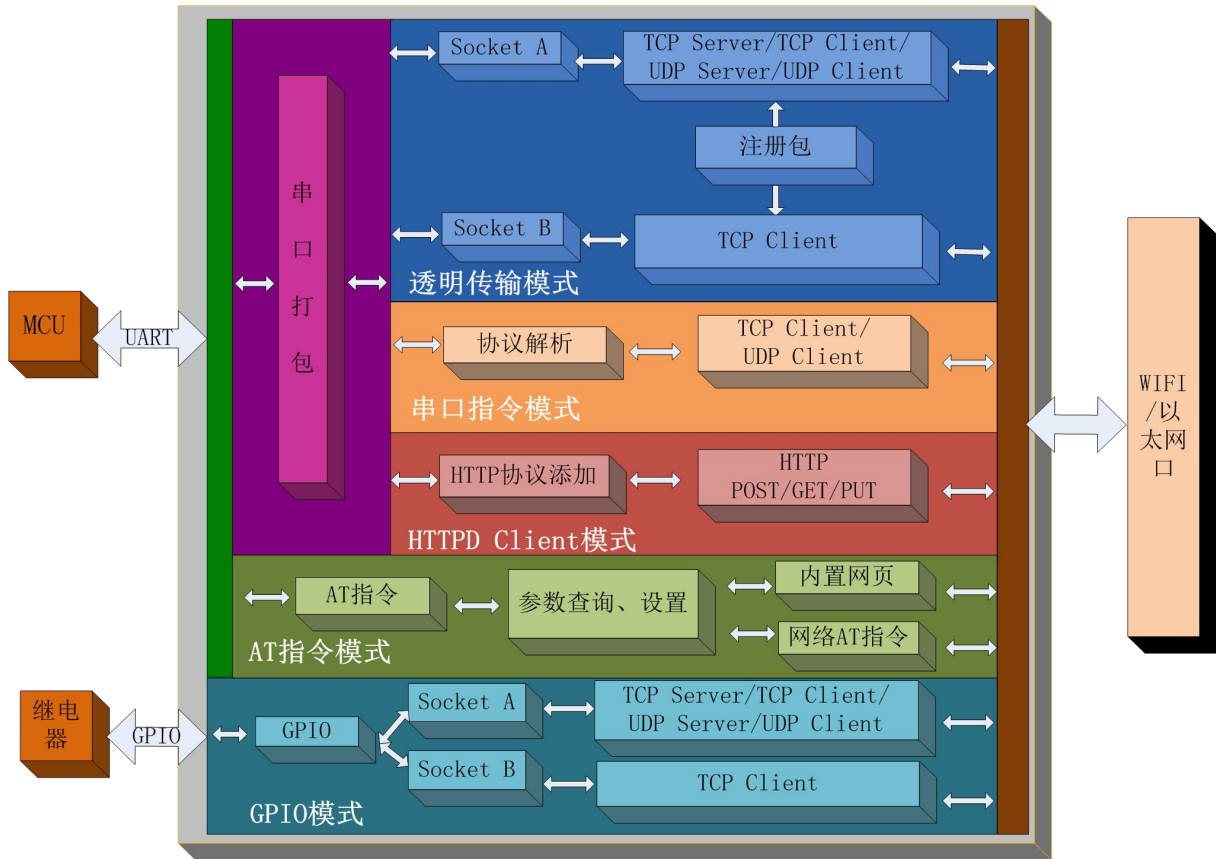 Socket A
TCP Server/TCP Client/
UDP Server/UDP Client
注册包
Socket B
TCP Client
透明传输模式
串
口
打
包
MCU
UART
协议解析
TCP Client/
UDP Client
串口指令模式
HTTP协议添加
HTTP
POST/GET/PUT
HTTPD Client模式
AT指令
参数查询、设置
内置网页
网络AT指令
AT指令模式
继电
器
GPIO
GPIO
Socket A
TCP Server/TCP Client/
UDP Server/UDP Client
Socket B
TCP Client
GPIO模式
WIFI
/以
太网
口